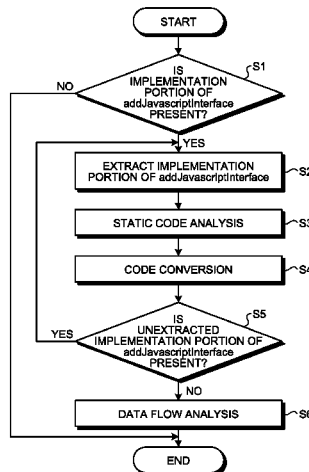 START
IS
IMPLEMENTATION
PORTION OF
addJavascriptInterface
PRESENT?
S1
NO
YES
EXTRACT IMPLEMENTATION
PORTION OF addJavascriptInterface
S2
STATIC CODE ANALYSIS
S3
CODE CONVERSION
S4
IS
UNEXTRACTED
IMPLEMENTATION PORTION OF
addJavascriptInterface
PRESENT?
S5
YES
NO
DATA FLOW ANALYSIS
S6
END